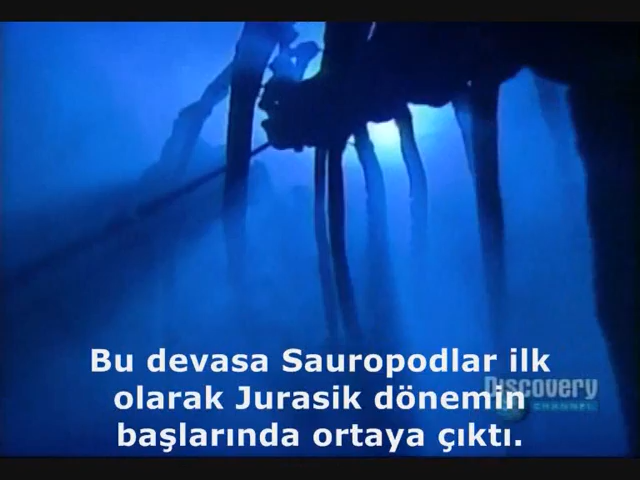 Bu devasa Sauropodlar ilk
olarak Jurasik dönemin
başlarında ortaya çıktı.
Discovery
CHANNEL